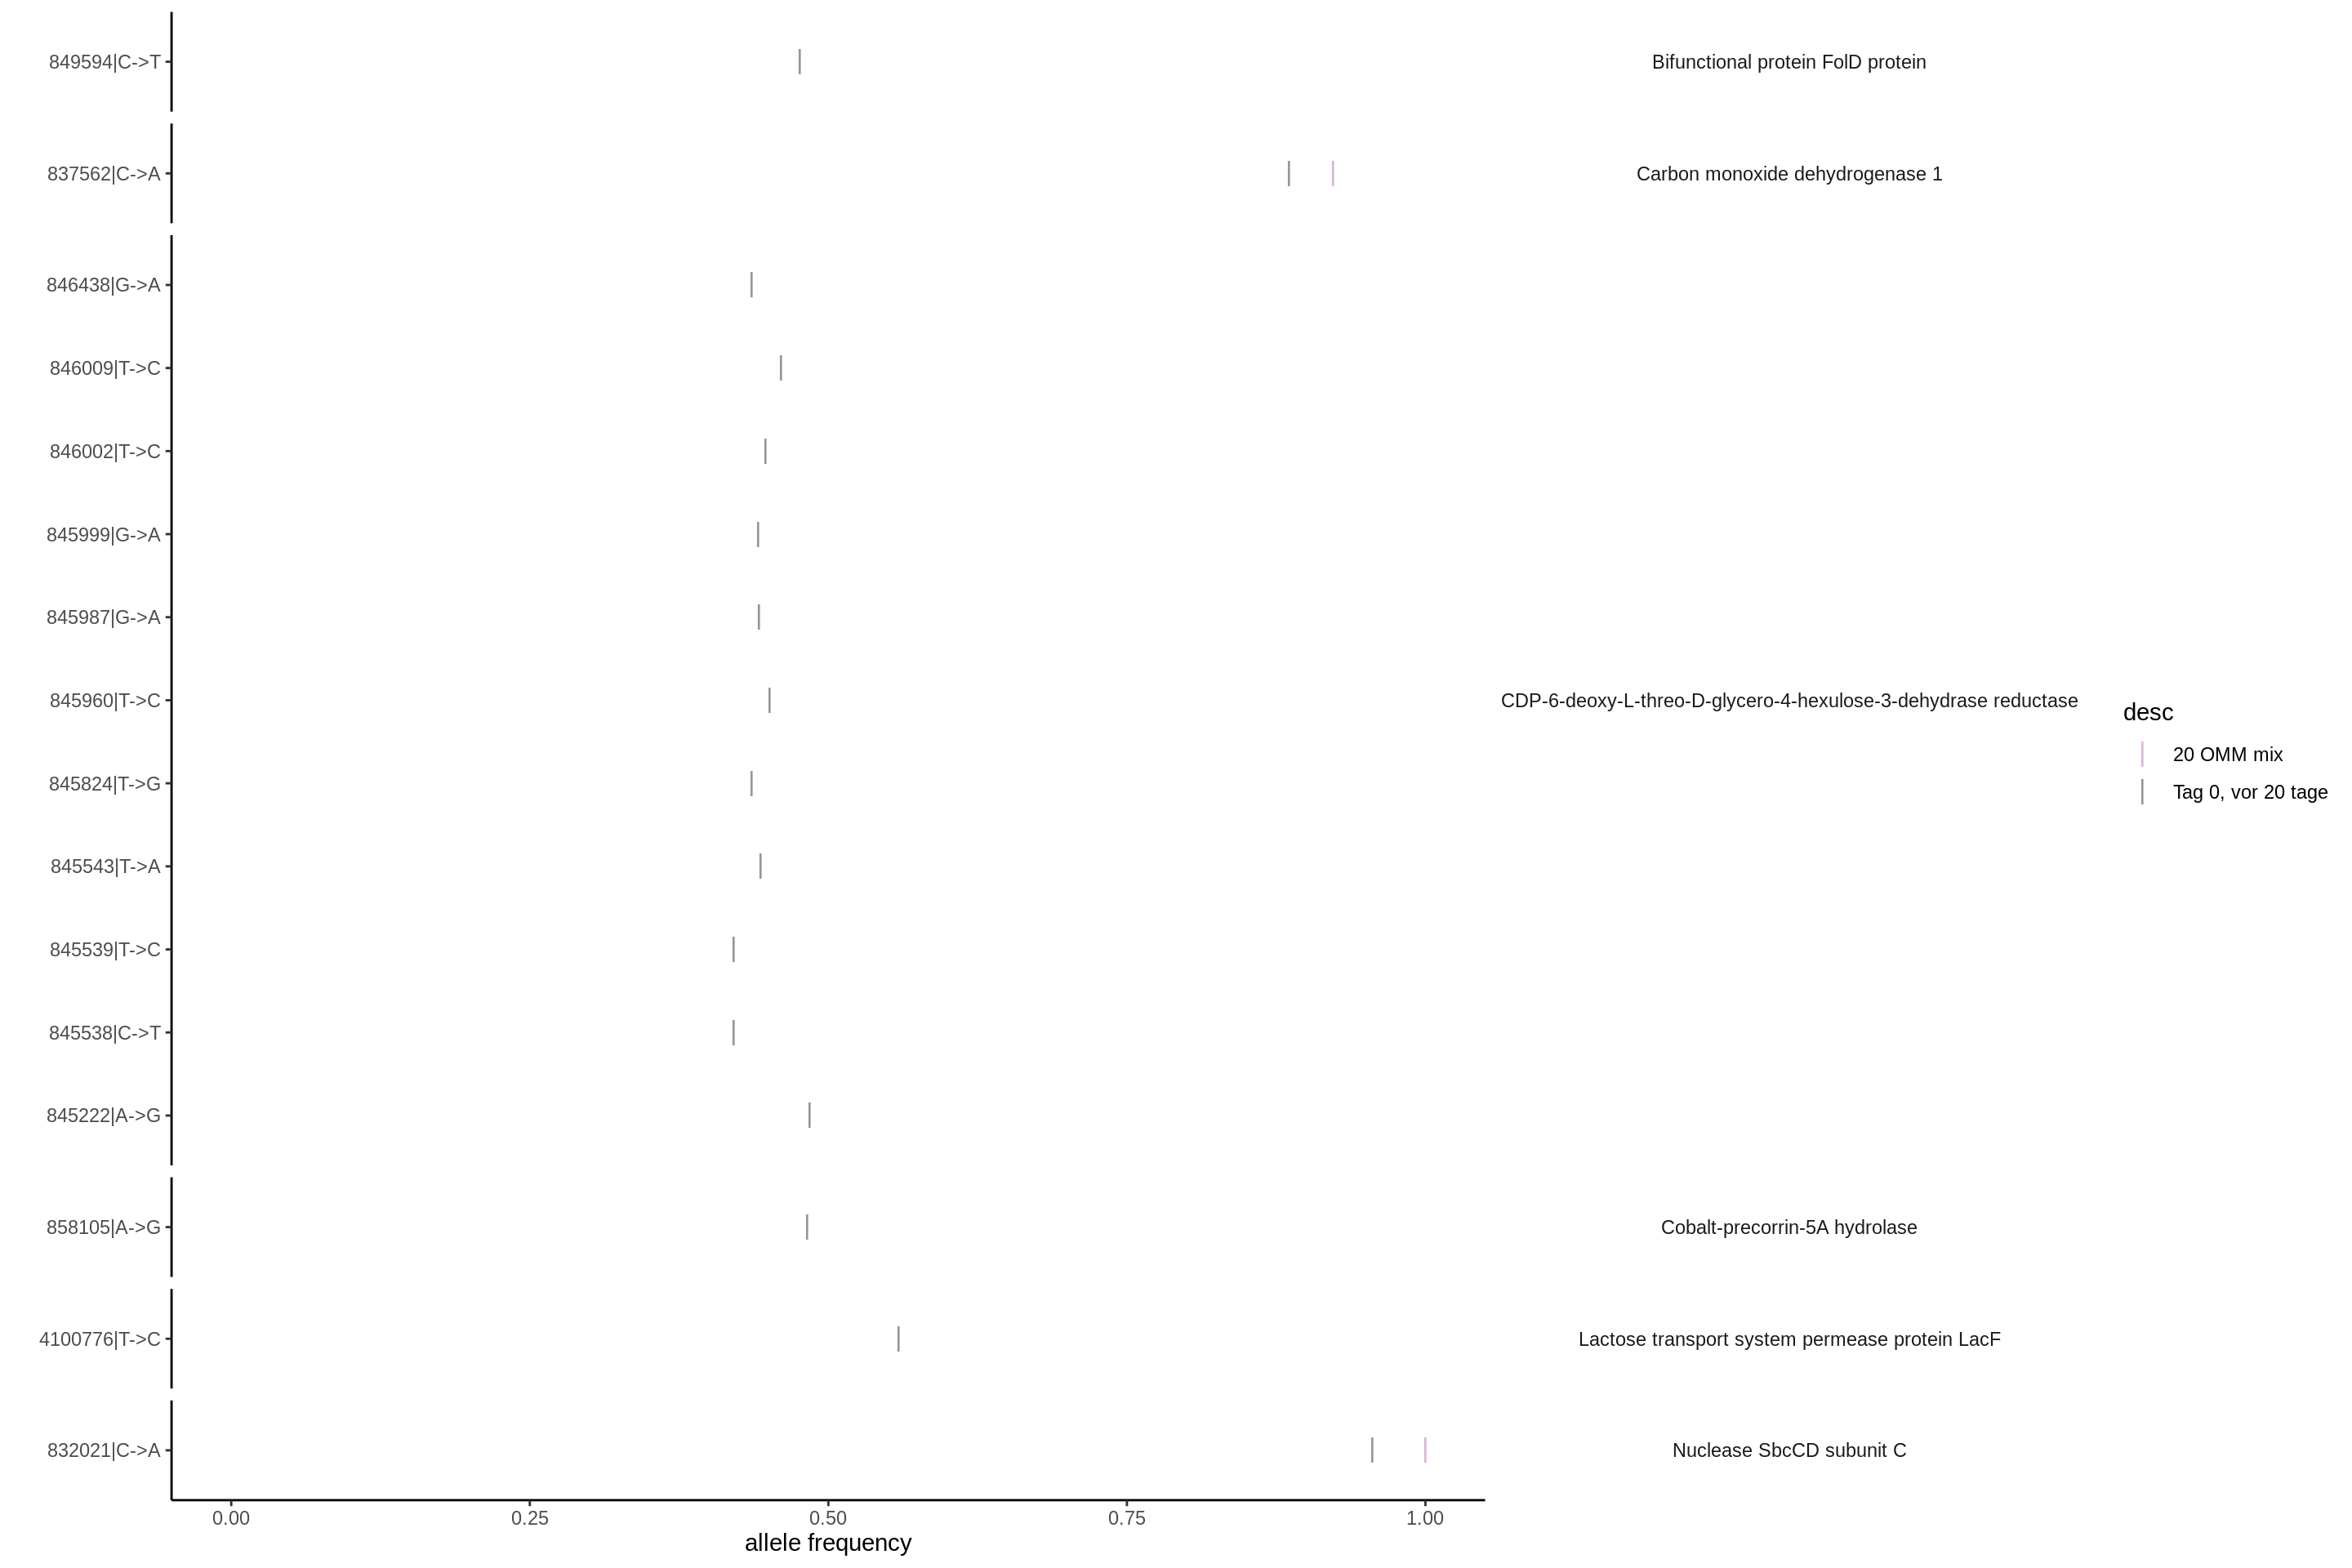 849594|C->T
Bifunctional protein FolD protein
837562|C->A
Carbon monoxide dehydrogenase 1
846438|G->A
846009|T->C
846002|T->C
845999|G->A
845987|G->A
845960|T->C
CDP-6-deoxy-L-threo-D-glycero-4-hexulose-3-dehydrase reductase
845824|T->G
845543|T->A
845539|T->C
845538|C->T
845222|A->G
858105|A->G
Cobalt-precorrin-5A hydrolase
4100776|T->C
Lactose transport system permease protein LacF
832021|C->A
Nuclease SbcCD subunit C
0.00 0.25 0.50 0.75 1.00
allele frequency
desc
20 OMM mix
Tag 0, vor 20 tage